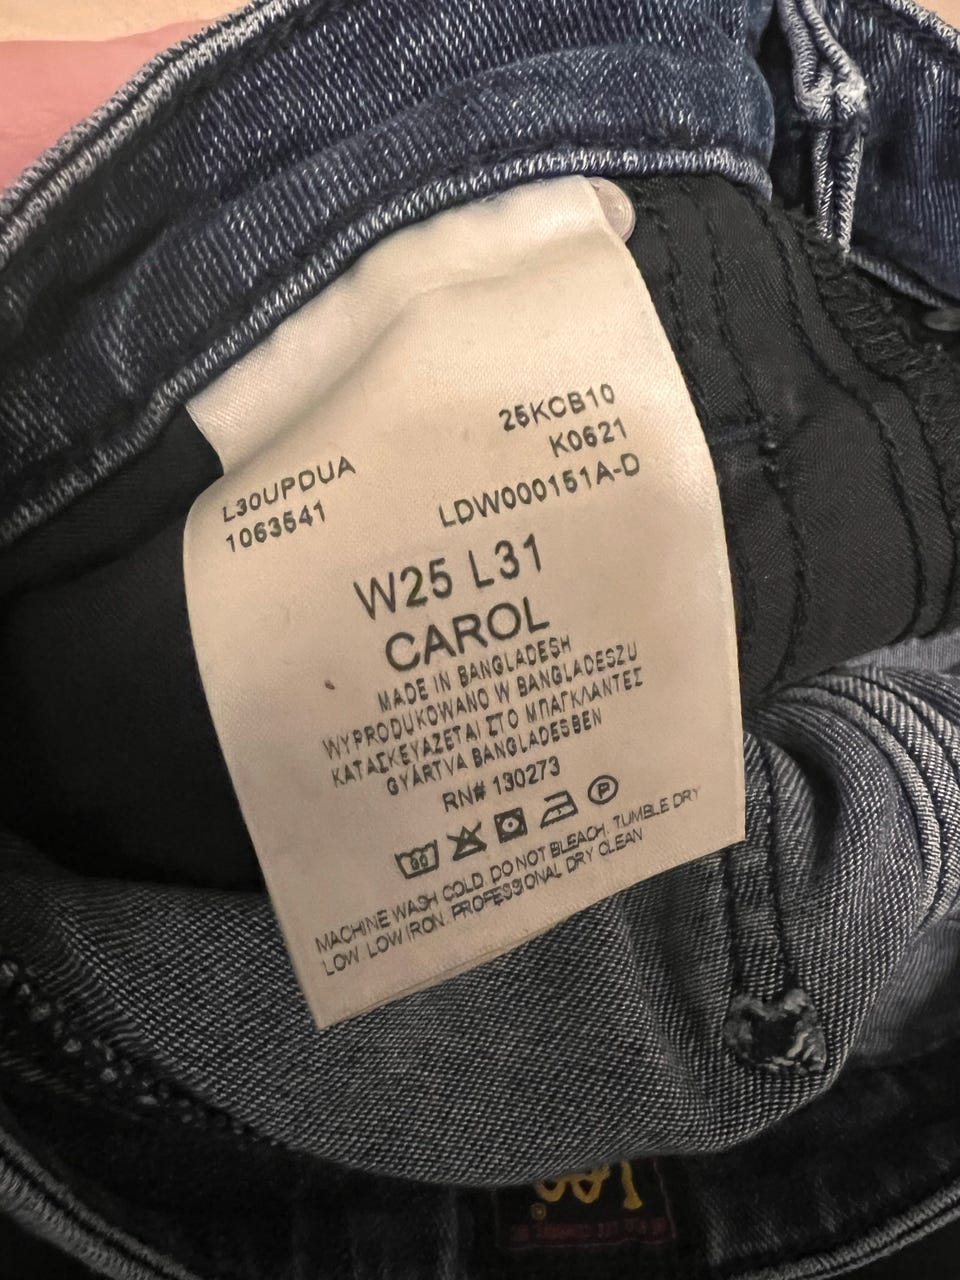 25KCB10
K0621
LDW000151A-D
L30UPDUA
1063541
W25 L31
CAROL
MADE IN BANGLADESH
WYPRODUKOWANO W BANGLADESZU
ΚΑΤΑΣΚΕΥΑΖΕΤΑΙ ΣΤΟ ΜΠΑΓΚΛΑΝΤΕΣ
GYÁRTVA BANGLADESBEN
RN# 130273
P
MACHINE WASH COLD. DO NOT BLEACH. TUMBLE DRY
LOW. LOW IRON. PROFESSIONAL DRY CLEAN
Lee